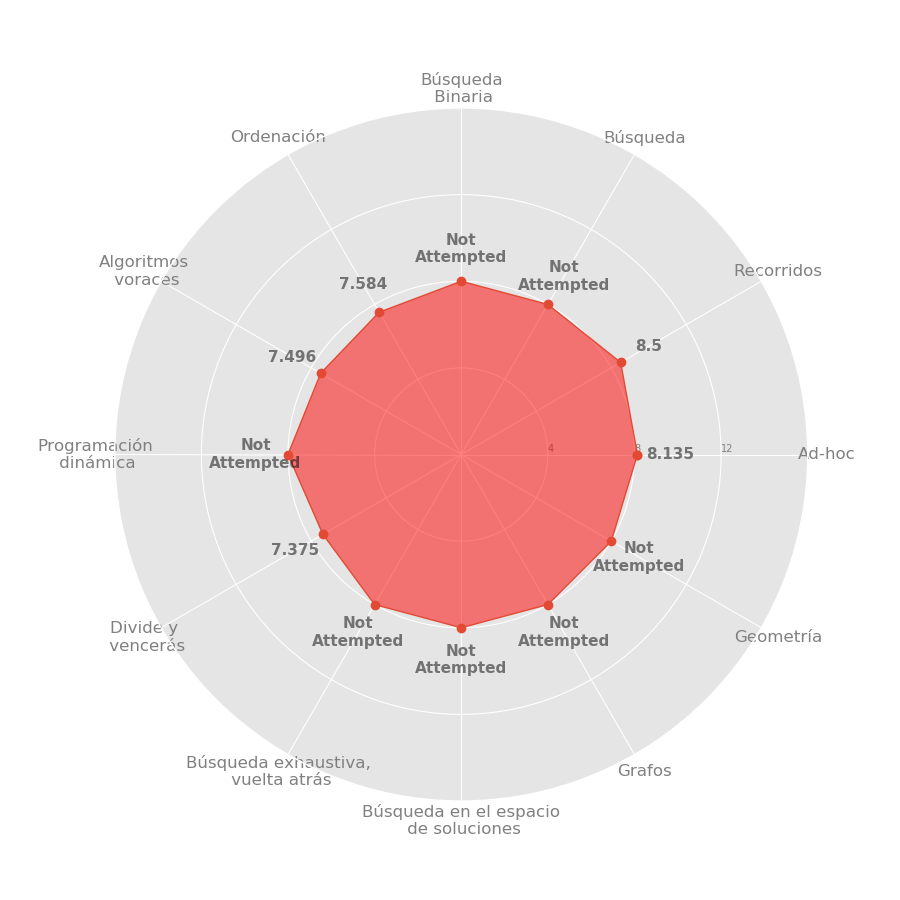 Búsqueda
Binaria
Ordenación
Búsqueda
Algoritmos
voraces
Recorridos
Not
Attempted
Not
Attempted
7.584
8.5
7.496
Programación
dinámica
Not
Attempted
4
8
12
8.135
Ad-hoc
7.375
Not
Attempted
Divide y
vencerás
Not
Attempted
Not
Attempted
Not
Attempted
Geometría
Búsqueda exhaustiva,
vuelta atrás
Grafos
Búsqueda en el espacio
de soluciones